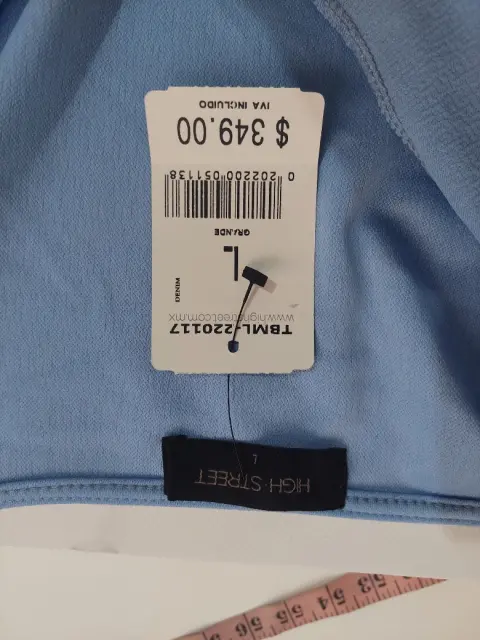 TBML-220117
www.highstreet.com.mx
DENIM
L
GRANDE
0 202200 051138
$ 349.00
IVA INCLUIDO
HIGH·STREET
L
56
55
54
53
52